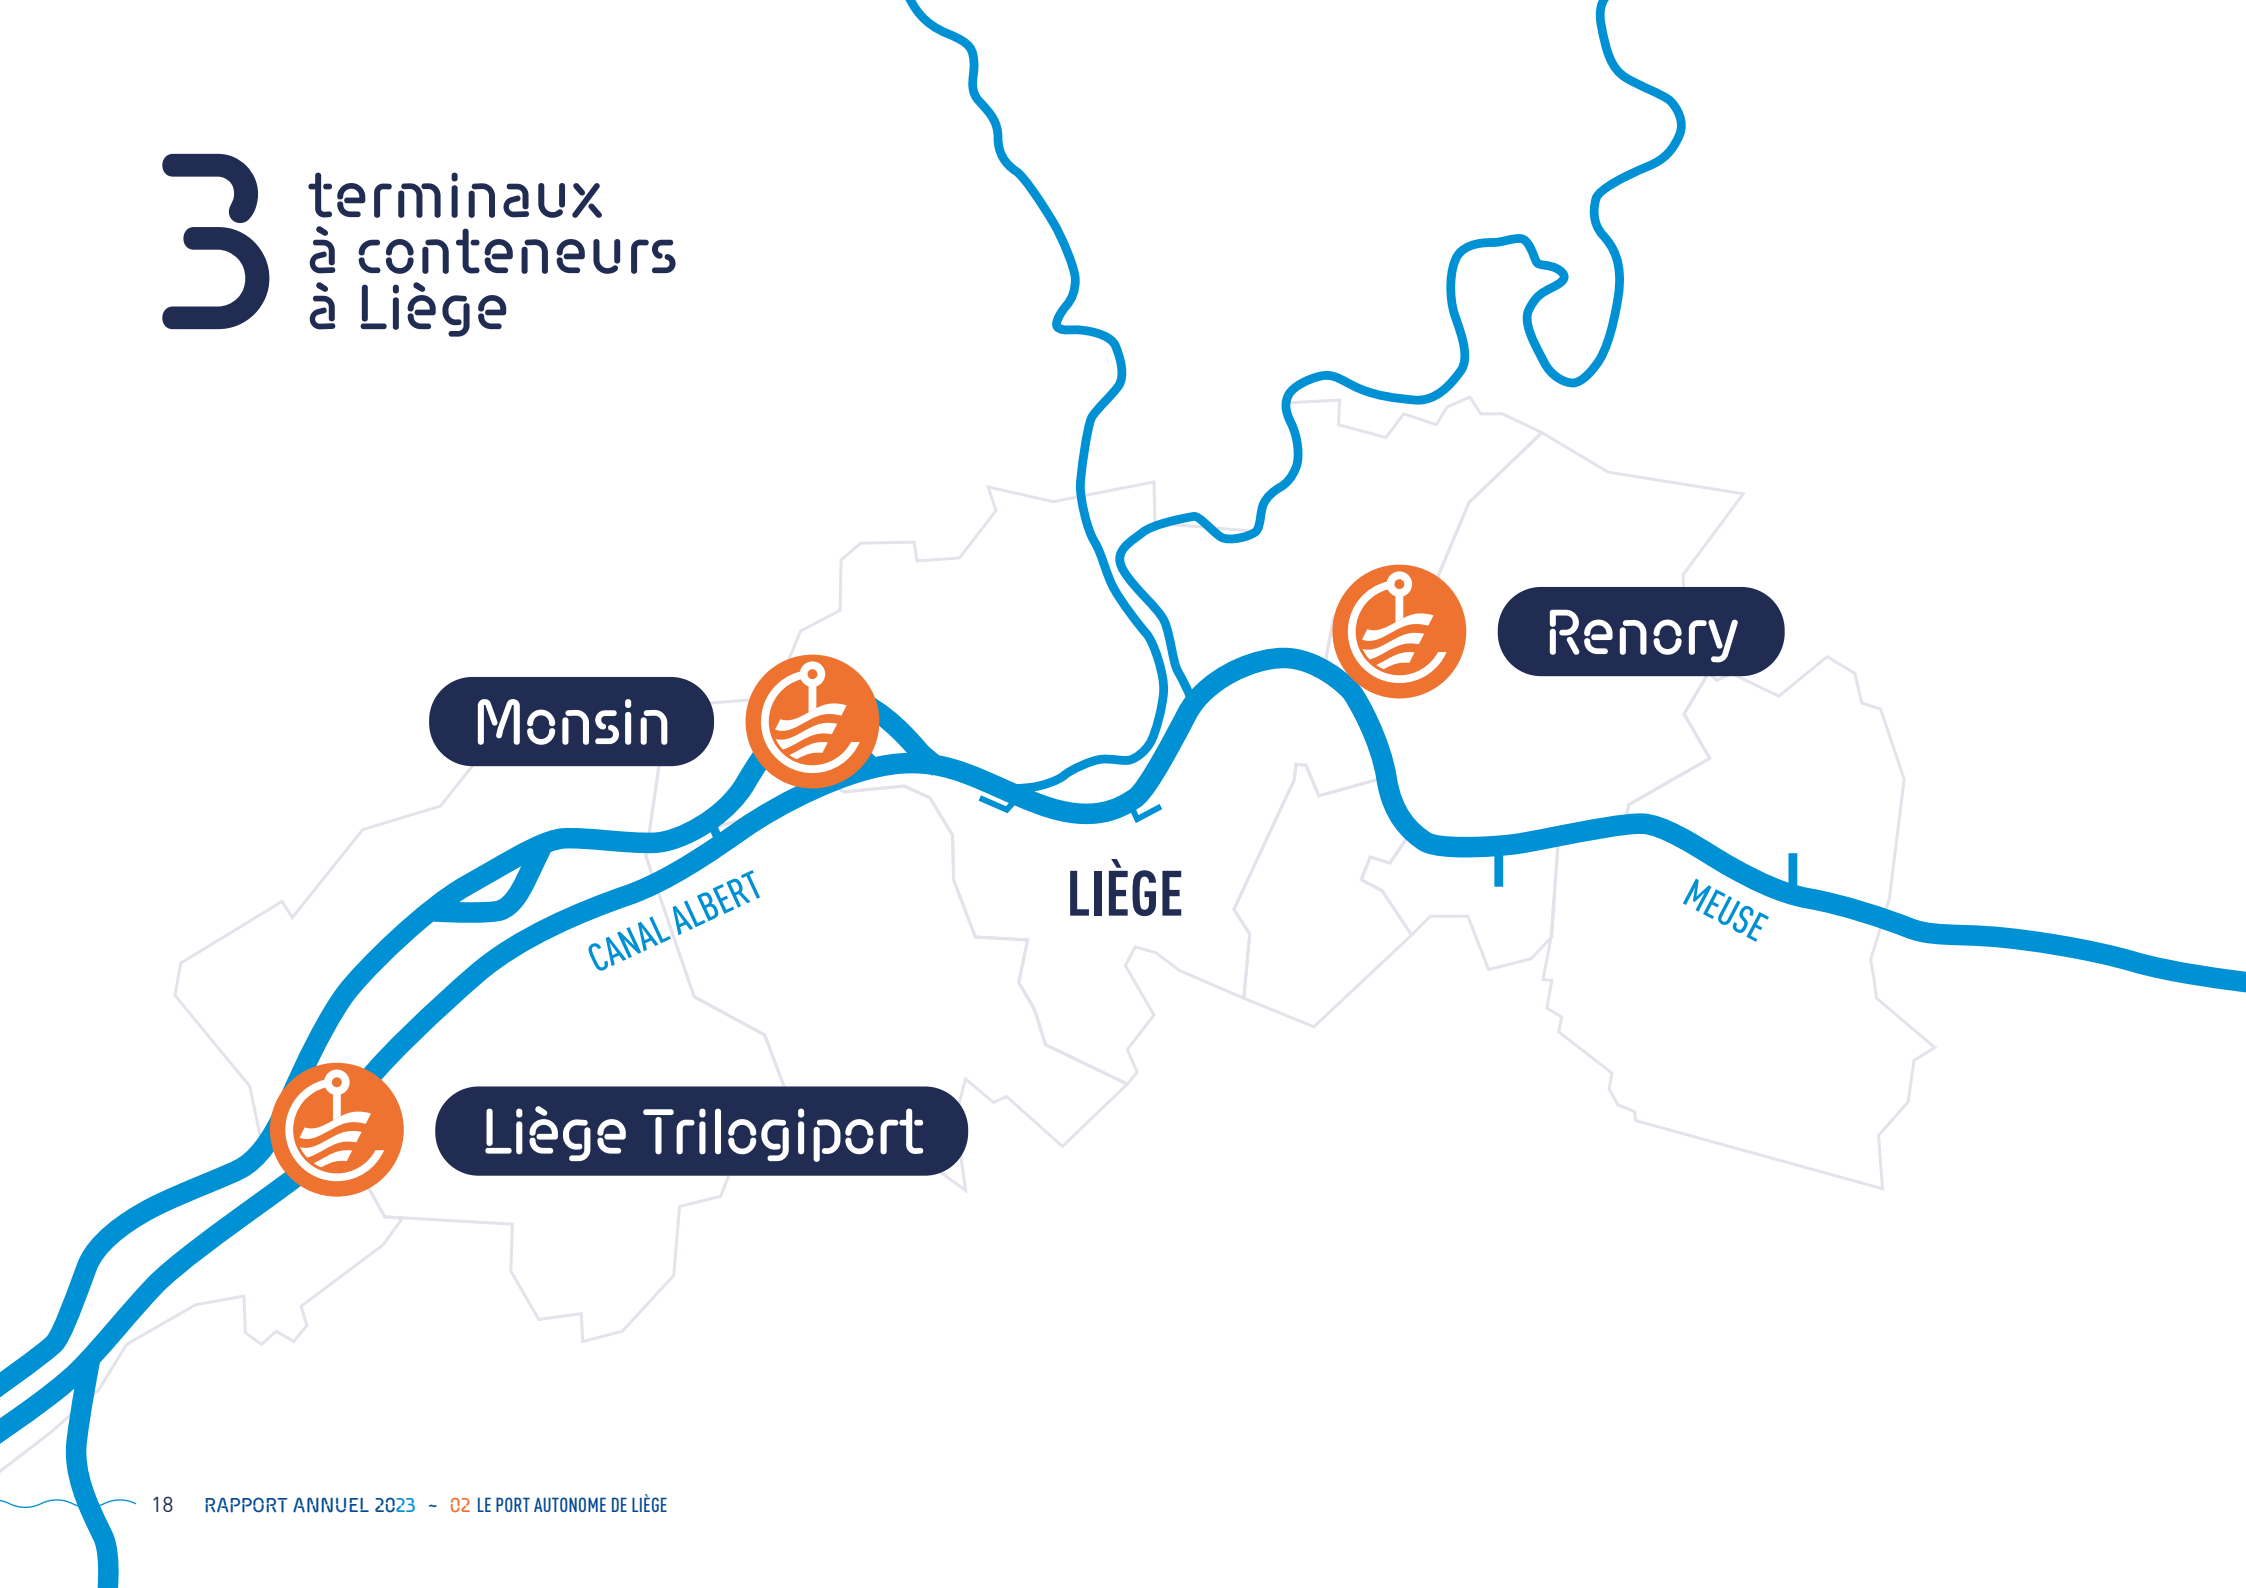 3 terminaux
à conteneurs
à Liège
Renory
Monsin
LIÈGE
CANAL ALBERT
MEUSE
Liège Trilogiport
18 RAPPORT ANNUEL 2023 ~ 02 LE PORT AUTONOME DE LIÈGE